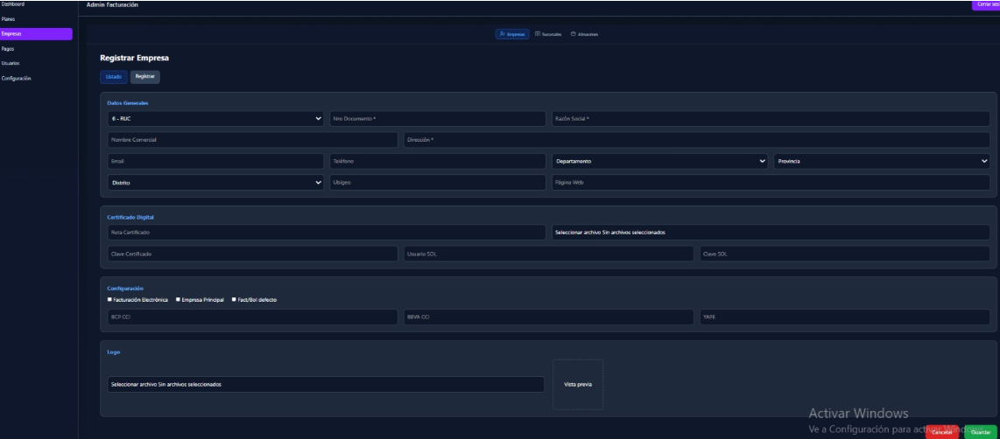 Dashboard
Admin Facturación
Cerrar ses
Planes
Empresas
Pagos
Usuarios
Configuración
Empresas Sucursales Almacenes
Registrar Empresa
Listado Registrar
Datos Generales
6 - RUC Nro Documento * Razón Social *
Nombre Comercial Dirección *
Email Teléfono Departamento Provincia
Distrito Ubigeo Página Web
Certificado Digital
Ruta Certificado Seleccionar archivo Sin archivos seleccionados
Clave Certificado Usuario SOL Clave SOL
Configuración
Facturación Electrónica Empresa Principal Fact/Bol defecto
BCP CCI BBVA CCI YAPE
Logo
Seleccionar archivo Sin archivos seleccionados Vista previa
Activar Windows
Ve a Configuración para activar Windows
Cancelar Guardar